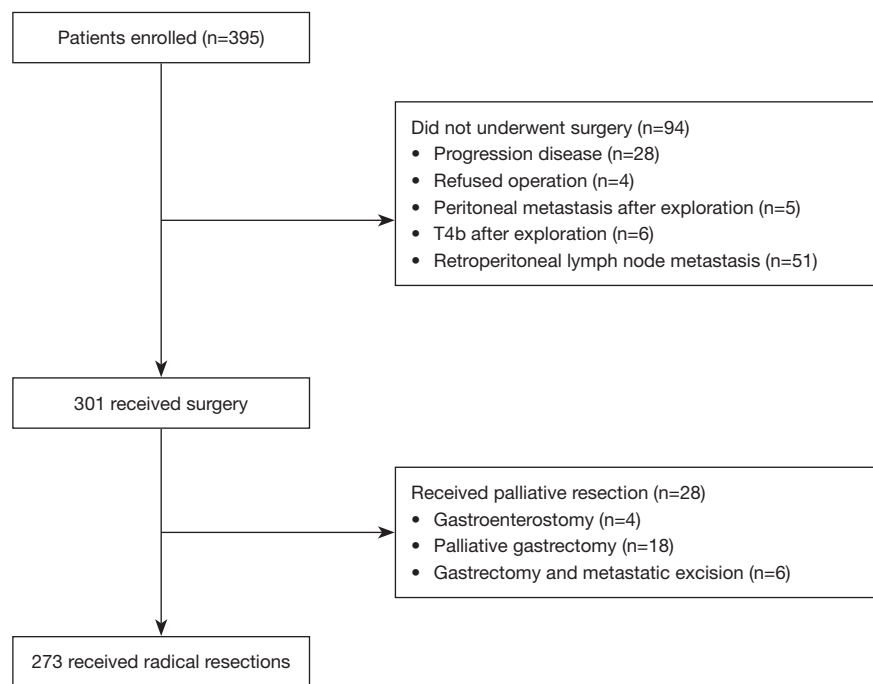 Patients enrolled (n=395)
Did not underwent surgery (n=94)
• Progression disease (n=28)
• Refused operation (n=4)
• Peritoneal metastasis after exploration (n=5)
• T4b after exploration (n=6)
• Retroperitoneal lymph node metastasis (n=51)
301 received surgery
Received palliative resection (n=28)
• Gastroenterostomy (n=4)
• Palliative gastrectomy (n=18)
• Gastrectomy and metastatic excision (n=6)
273 received radical resections